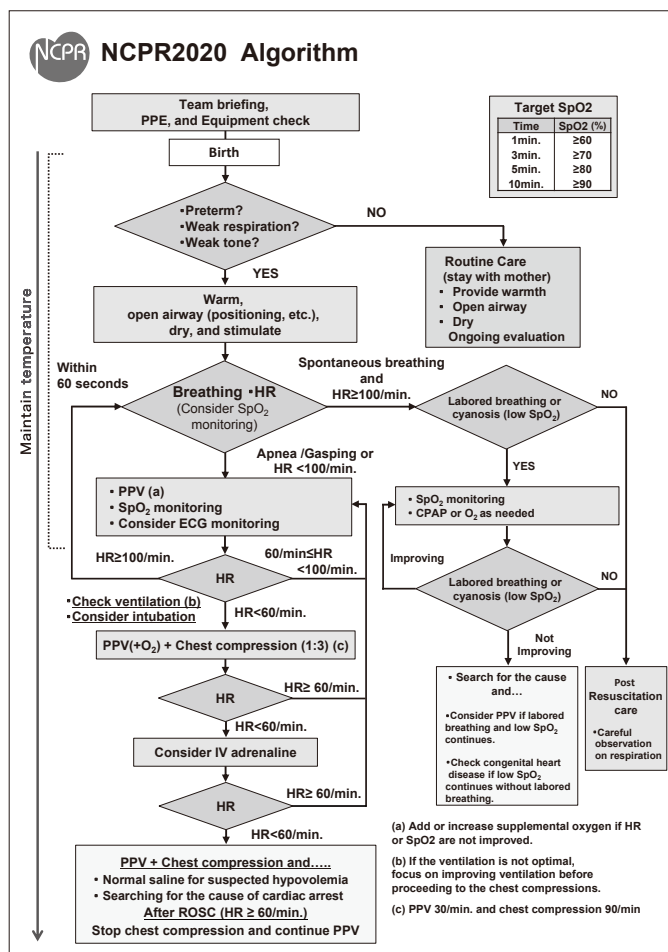 NCPR
NCPR2020 Algorithm
Team briefing,
PPE, and Equipment check
Target SpO2
Time SpO2 (%)
1min. ≥60
3min. ≥70
5min. ≥80
10min. ≥90
Birth
▪Preterm?
▪Weak respiration?
▪Weak tone?
NO
YES
Routine Care
(stay with mother)
▪ Provide warmth
▪ Open airway
▪ Dry
Ongoing evaluation
Warm,
open airway (positioning, etc.),
dry, and stimulate
Maintain temperature
Within
60 seconds
Spontaneous breathing
and
HR≥100/min.
Breathing ▪HR
(Consider SpO₂
monitoring)
Labored breathing or
cyanosis (low SpO₂)
NO
YES
Apnea /Gasping or
HR <100/min.
▪ PPV (a)
▪ SpO₂ monitoring
▪ Consider ECG monitoring
▪ SpO₂ monitoring
▪ CPAP or O₂ as needed
HR≥100/min.
60/min≤HR
<100/min.
HR
Improving
Labored breathing or
cyanosis (low SpO₂)
NO
▪Check ventilation (b)
▪Consider intubation
HR<60/min.
Not
Improving
PPV(+O₂) + Chest compression (1:3) (c)
HR
HR≥ 60/min.
HR<60/min.
▪ Search for the cause
and…
▪Consider PPV if labored
breathing and low SpO₂
continues.
▪Check congenital heart
disease if low SpO₂
continues without labored
breathing.
Post
Resuscitation
care
▪Careful
observation
on respiration
Consider IV adrenaline
HR
HR≥ 60/min.
HR<60/min.
PPV + Chest compression and…..
▪ Normal saline for suspected hypovolemia
▪ Searching for the cause of cardiac arrest
After ROSC (HR ≥ 60/min.)
Stop chest compression and continue PPV
(a) Add or increase supplemental oxygen if HR
or SpO2 are not improved.
(b) If the ventilation is not optimal,
focus on improving ventilation before
proceeding to the chest compressions.
(c) PPV 30/min. and chest compression 90/min